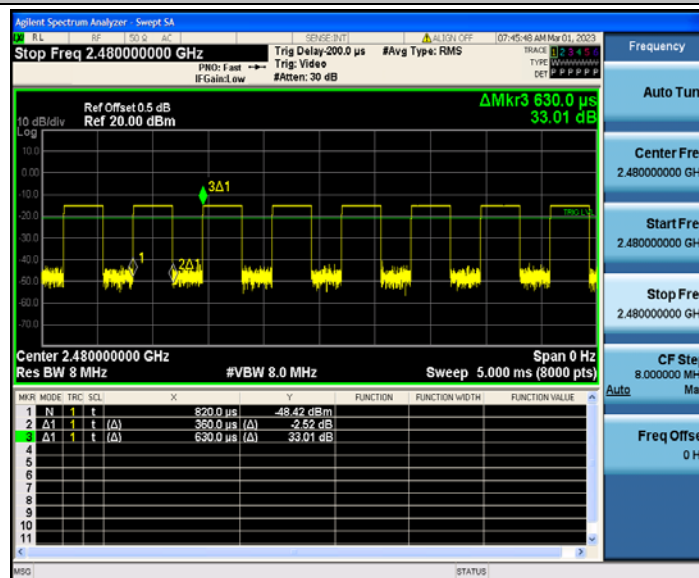 Agilent Spectrum Analyzer - Swept SA
RL RF 50 Ω AC SENSE:INT ALIGN OFF 07:45:48 AM Mar 01, 2023
Stop Freq 2.480000000 GHz
PNO: Fast
IFGain:Low
Trig Delay-200.0 µs
Trig: Video
#Atten: 30 dB
#Avg Type: RMS
TRACE 1 2 3 4 5 6
TYPE W
DET P P P P P P
Ref Offset 0.5 dB
Ref 20.00 dBm
10 dB/div
Log
ΔMkr3 630.0 µs
33.01 dB
10.0
0.00
-10.0
-20.0
-30.0
-40.0
-50.0
-60.0
-70.0
3Δ1
TRIG LVL
1
2Δ1
Center 2.480000000 GHz
Span 0 Hz
Res BW 8 MHz
#VBW 8.0 MHz
Sweep 5.000 ms (8000 pts)
MKR MODE TRC SCL X Y FUNCTION FUNCTION WIDTH FUNCTION VALUE
1 N 1 t 820.0 µs -48.42 dBm
2 Δ1 1 t (Δ) 360.0 µs (Δ) -2.52 dB
3 Δ1 1 t (Δ) 630.0 µs (Δ) 33.01 dB
4
5
6
7
8
9
10
11
MSG
STATUS
Frequency
Auto Tun
Center Fre
2.480000000 GH
Start Fre
2.480000000 GH
Stop Fre
2.480000000 GH
CF Ste
8.000000 MH
Auto Ma
Freq Offse
0 H